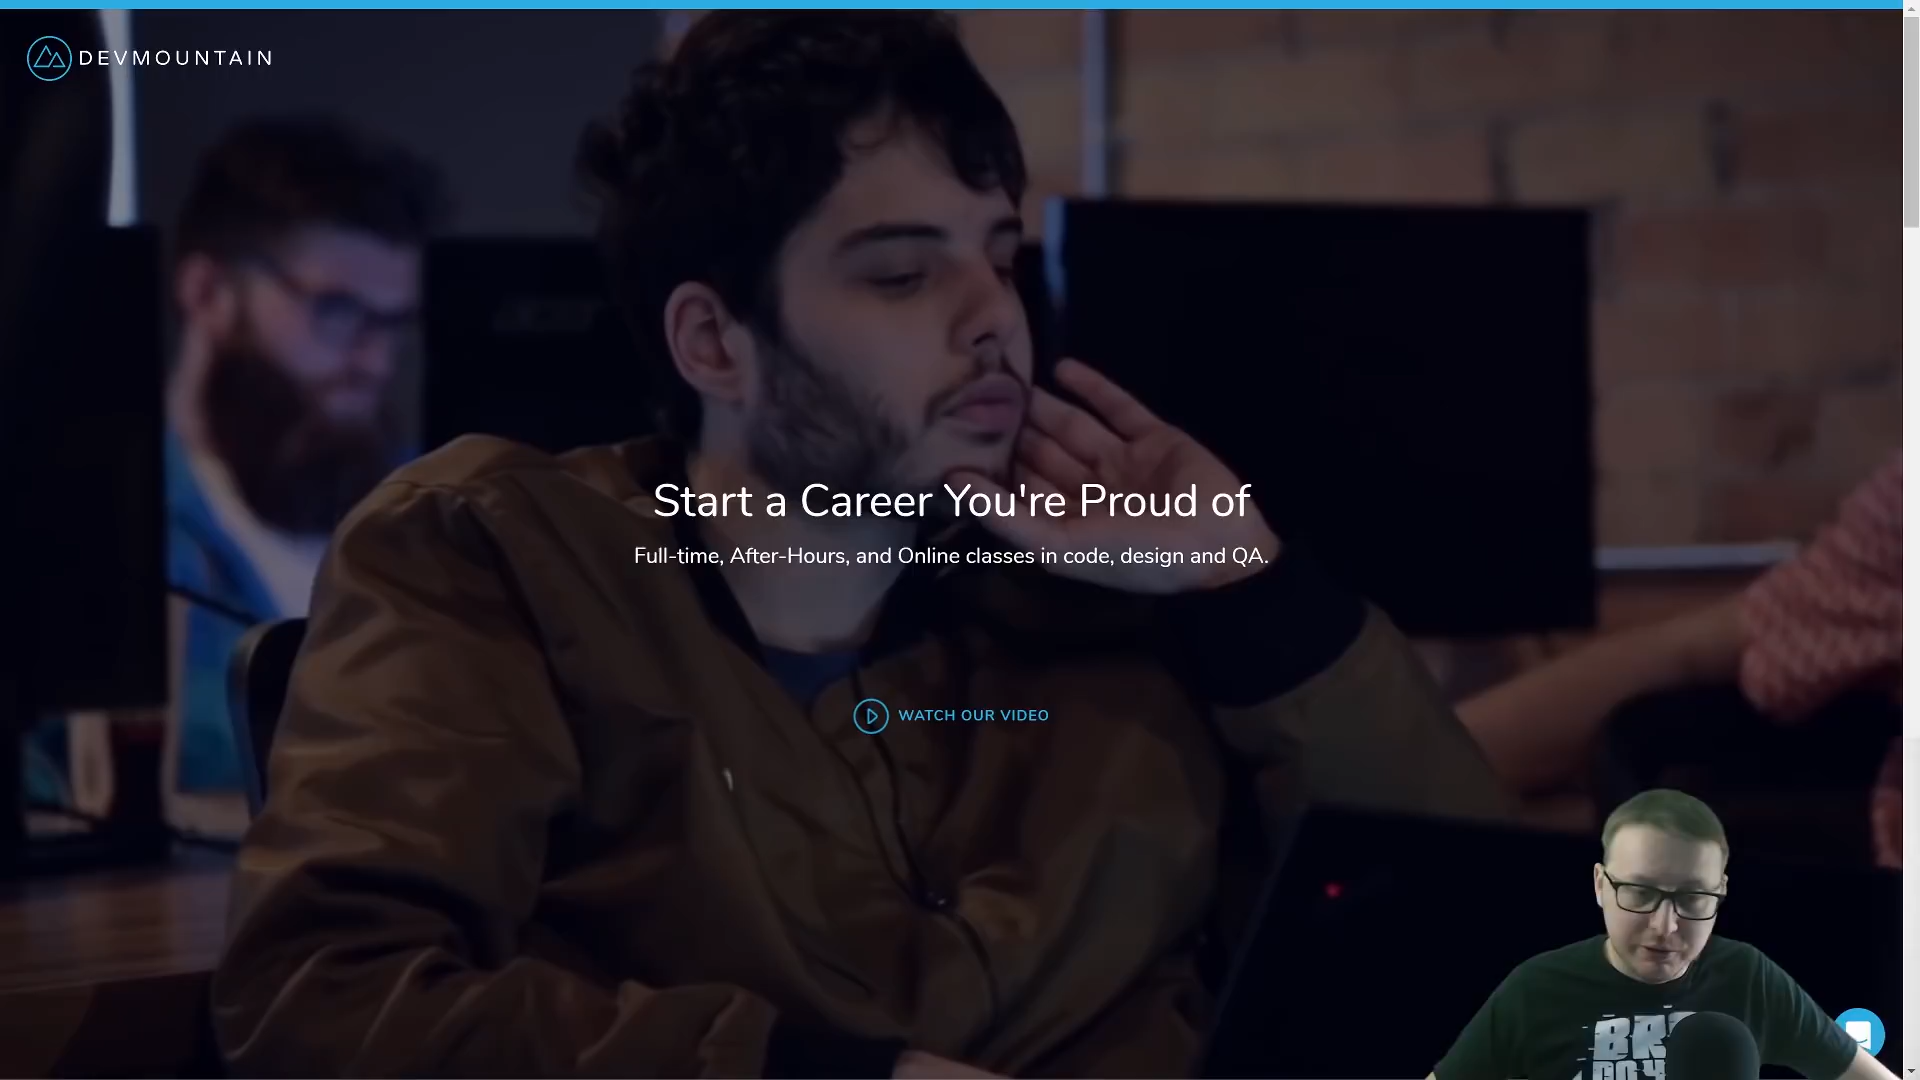 DEVMOUNTAIN
Start a Career You're Proud of
Full-time, After-Hours, and Online classes in code, design and QA.
WATCH OUR VIDEO